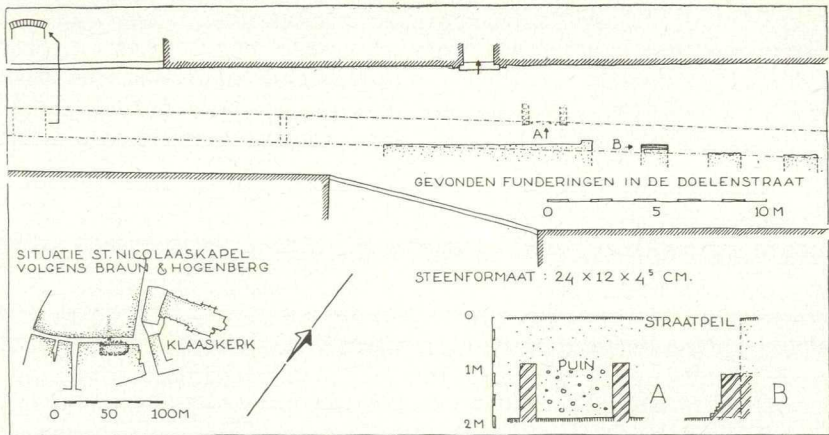 A
B
GEVONDEN FUNDERINGEN IN DE DOELENSTRAAT
0 5 10 M
SITUATIE ST. NICOLAASKAPEL
VOLGENS BRAUN & HOGENBERG
KLAASKERK
0 50 100M
STEENFORMAAT : 24 x 12 x 4⁵ CM.
0
STRAATPEIL
1M
PUIN
A
B
2M